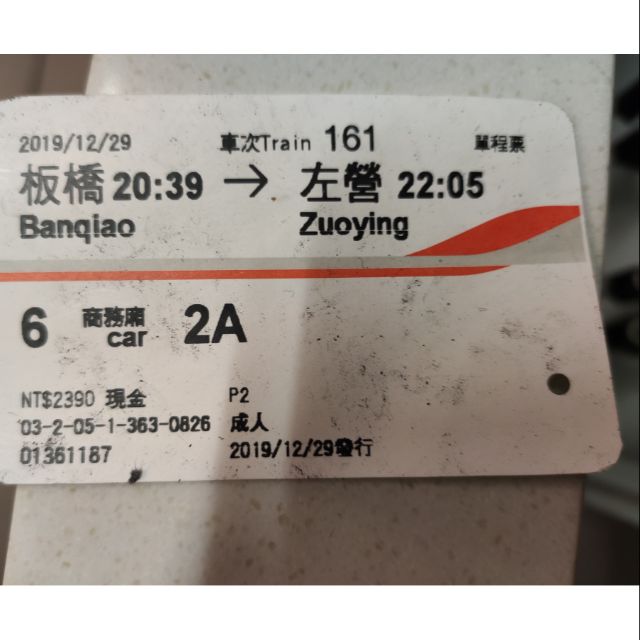 2019/12/29 車次Train 161 單程票
板橋 20:39 → 左營 22:05
Banqiao Zuoying
6 商務廂 car 2A
NT$2390 現金 P2
03-2-05-1-363-0826 成人
01361187 2019/12/29發行